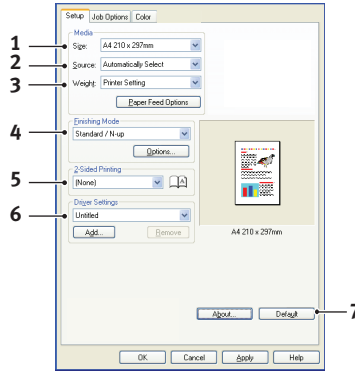 Setup Job Options Color
Media
1 Size: A4 210 x 297mm
2 Source: Automatically Select
3 Weight: Printer Setting
Paper Feed Options
Finishing Mode
4 Standard / N-up
Options...
2-Sided Printing
5 (None)
Driver Settings
6 Untitled
Add... Remove
A4 210 x 297mm
About... Default 7
OK Cancel Apply Help